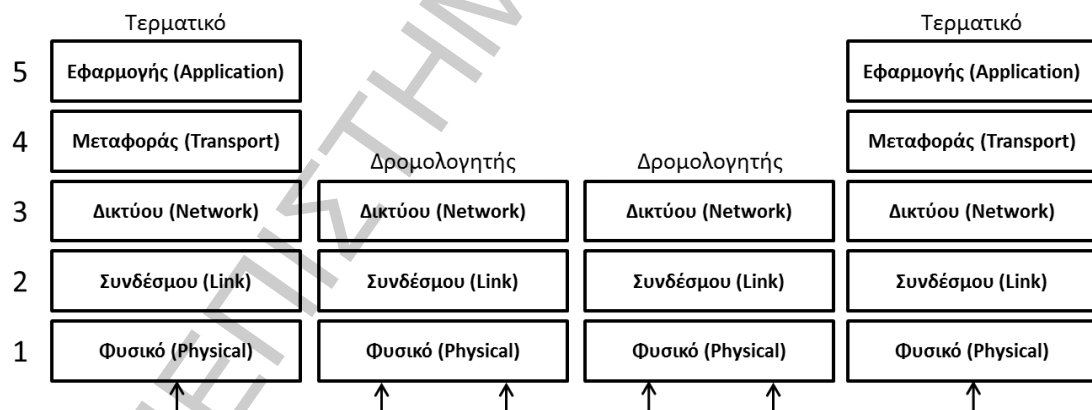 Τερματικό Τερματικό
5 Εφαρμογής (Application) Εφαρμογής (Application)
4 Μεταφοράς (Transport) Μεταφοράς (Transport)
Δρομολογητής Δρομολογητής
3 Δικτύου (Network) Δικτύου (Network) Δικτύου (Network) Δικτύου (Network)
2 Συνδέσμου (Link) Συνδέσμου (Link) Συνδέσμου (Link) Συνδέσμου (Link)
1 Φυσικό (Physical) Φυσικό (Physical) Φυσικό (Physical) Φυσικό (Physical)